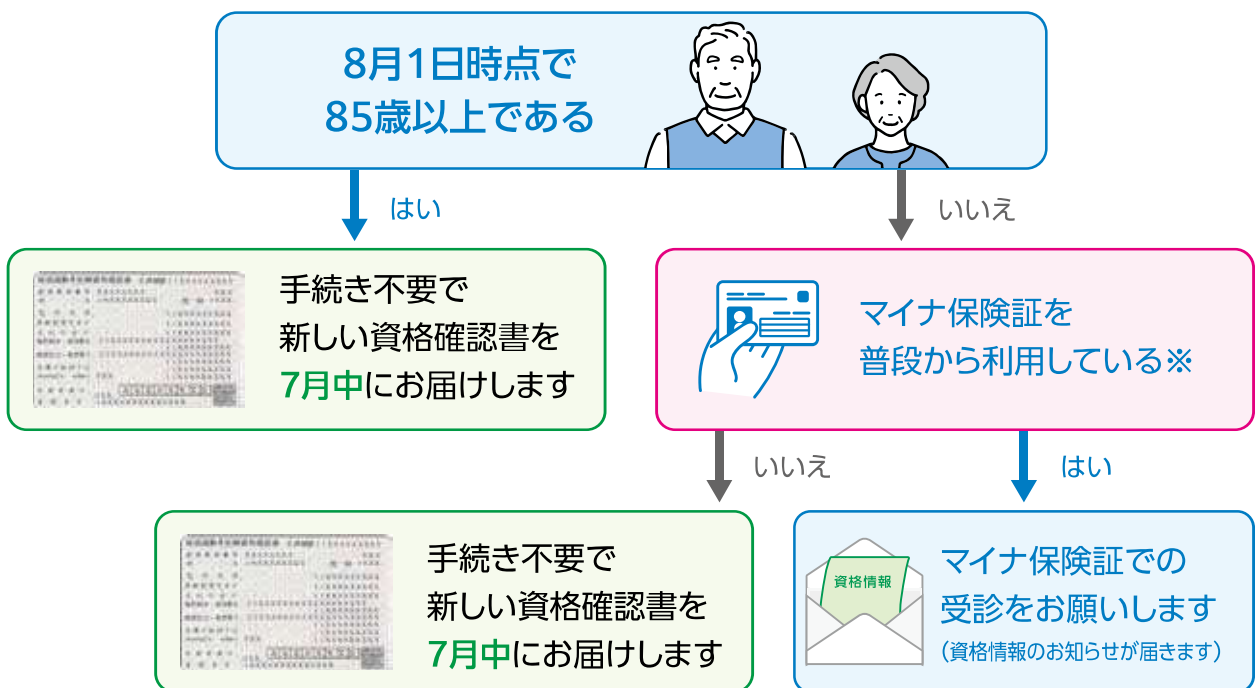 8月1日時点で
85歳以上である
はい
いいえ
手続き不要で
新しい資格確認書を
7月中にお届けします
マイナ保険証を
普段から利用している※
いいえ
はい
手続き不要で
新しい資格確認書を
7月中にお届けします
資格情報
マイナ保険証での
受診をお願いします
(資格情報のお知らせが届きます)